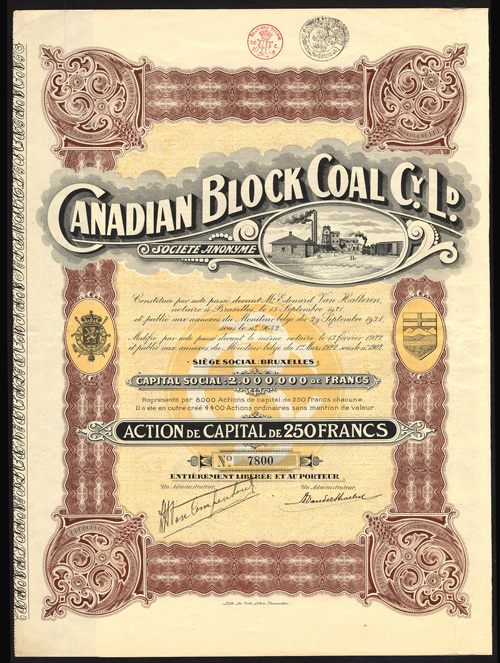 CANADIAN BLOCK COAL CY. LD.
SOCIÉTÉ ANONYME
Constituée par acte passé devant Me Edouard Van Halteren,
notaire à Bruxelles, le 15 Septembre 1921,
et publié aux annexes du Moniteur belge du 29 Septembre 1921,
sous le no 9642.
Modifié par acte passé devant le même notaire, le 13 février 1922
et publié aux annexes du Moniteur belge du 1er Mars 1922 sous le no
SIÈGE SOCIAL: BRUXELLES
CAPITAL SOCIAL: 2.000.000 DE FRANCS
Représenté par 8000 Actions de capital de 250 francs chacune.
Il a été en outre créé 4400 Actions ordinaires sans mention de valeur
ACTION DE CAPITAL DE 250 FRANCS
No 7800
ENTIÈREMENT LIBÉRÉE ET AU PORTEUR
Un Administrateur, Un Administrateur,